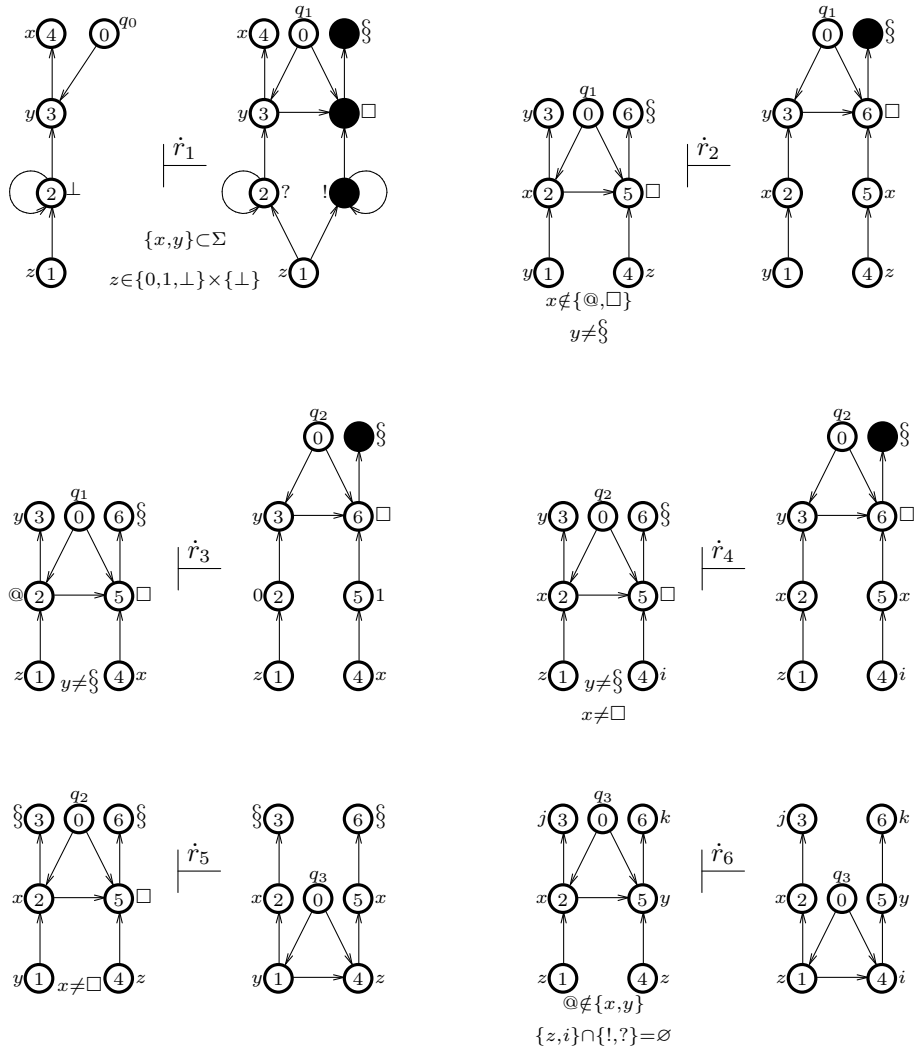 x 4 0 q₀
y 3
2 ⊥
z 1
ṙ₁
{x,y}⊂Σ
z∈{0,1,⊥}×{⊥}
q₁
x 4 0
y 3 □
2 ? !
z 1
q₁
y 3 0 6
x 2 5 □
y 1 4 z
x∉{@,□}
y≠
ṙ₂
q₁
0
y 3 6 □
x 2 5 x
y 1 4 z
q₁
y 3 0 6
@ 2 5 □
z 1 4 x
y≠
ṙ₃
q₂
0
y 3 6 □
0 2 5 1
z 1 4 x
q₂
y 3 0 6
x 2 5 □
z 1 4 i
y≠
x≠□
ṙ₄
q₂
0
y 3 6 □
x 2 5 x
z 1 4 i
q₂
3 0 6
x 2 5 □
y 1 4 z
x≠□
ṙ₅
3 6
q₃
x 2 0 5 x
y 1 4 z
q₃
j 3 0 6 k
x 2 5 y
z 1 4 z
@∉{x,y}
{z,i}∩{!,?}=∅
ṙ₆
j 3 6 k
q₃
x 2 0 5 y
z 1 4 i